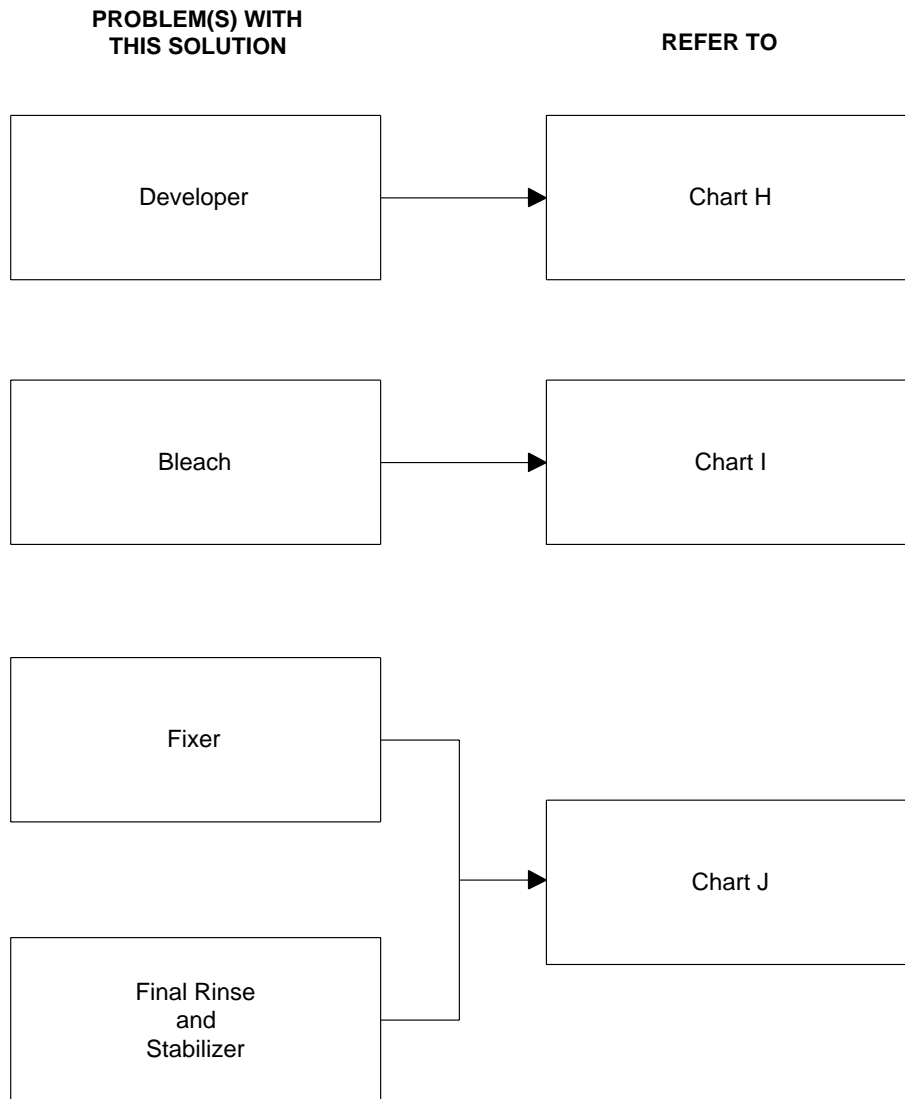 PROBLEM(S) WITH
THIS SOLUTION
REFER TO
Developer
Chart H
Bleach
Chart I
Fixer
Chart J
Final Rinse
and
Stabilizer